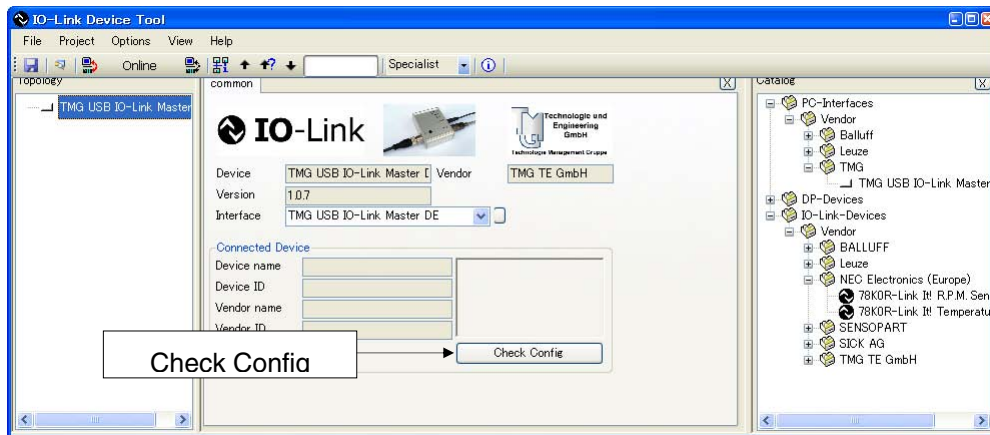 IO-Link Device Tool
File Project Options View Help
Online Specialist
Topology
TMG USB IO-Link Master
common
IO-Link
Technologie und
Engineering
GmbH
Technologie Management Gruppe
Device TMG USB IO-Link Master D Vendor TMG TE GmbH
Version 1.0.7
Interface TMG USB IO-Link Master DE
Connected Device
Device name
Device ID
Vendor name
Vendor ID
Check Config
Check Config
Catalog
PC-Interfaces
Vendor
Balluff
Leuze
TMG
TMG USB IO-Link Master
DP-Devices
IO-Link-Devices
Vendor
BALLUFF
Leuze
NEC Electronics (Europe)
78K0R-Link It! R.P.M. Sen
78K0R-Link It! Temperatu
SENSOPART
SICK AG
TMG TE GmbH